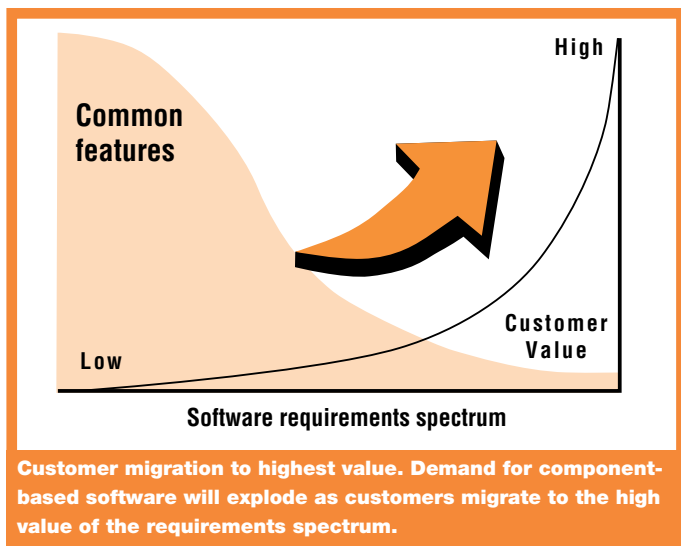 High
Common
features
Customer
Value
Low
Software requirements spectrum
Customer migration to highest value. Demand for component-
based software will explode as customers migrate to the high
value of the requirements spectrum.